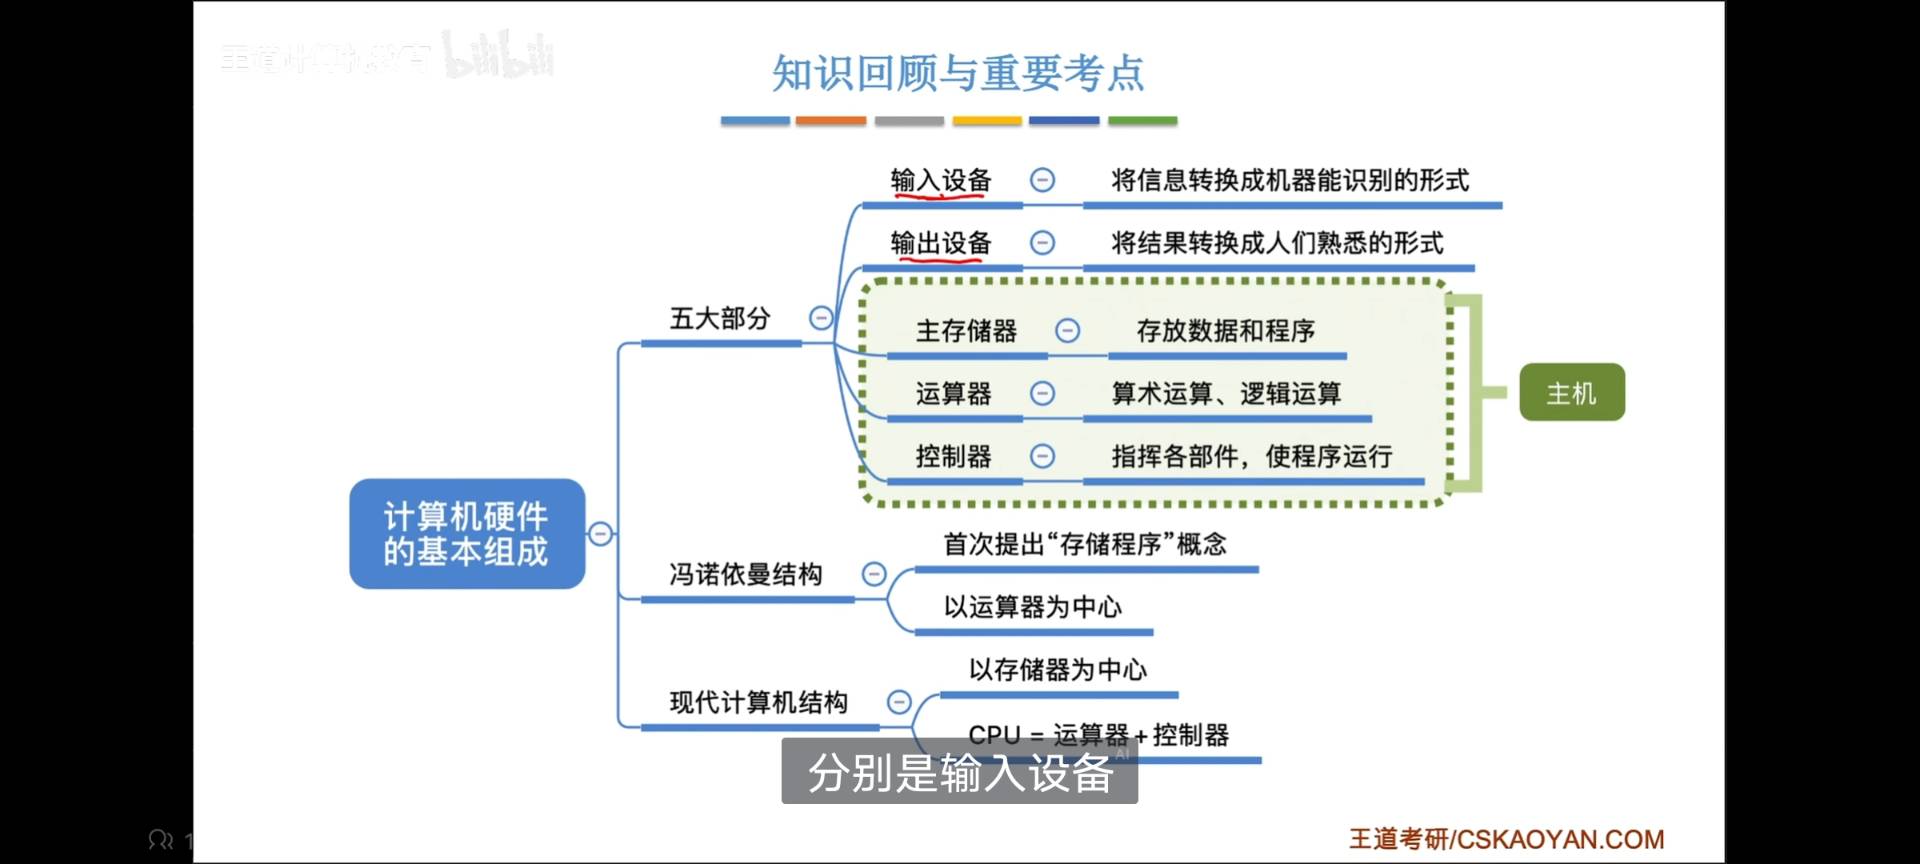 王道计算机教育 bilibili
知识回顾与重要考点
输入设备 将信息转换成机器能识别的形式
输出设备 将结果转换成人们熟悉的形式
五大部分
主存储器 存放数据和程序
运算器 算术运算、逻辑运算
主机
控制器 指挥各部件，使程序运行
计算机硬件
的基本组成
首次提出“存储程序”概念
冯诺依曼结构
以运算器为中心
以存储器为中心
现代计算机结构
CPU = 运算器+控制器
AI
分别是输入设备
1
王道考研/CSKAOYAN.COM